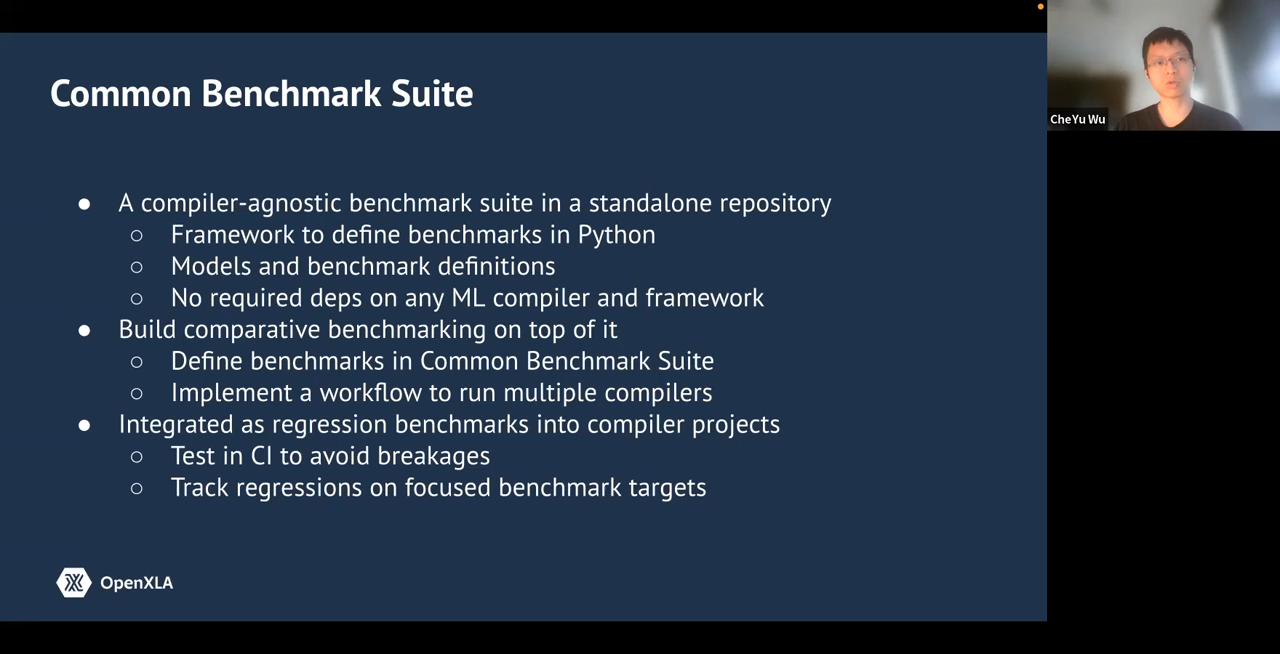 Common Benchmark Suite
● A compiler-agnostic benchmark suite in a standalone repository
○ Framework to define benchmarks in Python
○ Models and benchmark definitions
○ No required deps on any ML compiler and framework
● Build comparative benchmarking on top of it
○ Define benchmarks in Common Benchmark Suite
○ Implement a workflow to run multiple compilers
● Integrated as regression benchmarks into compiler projects
○ Test in CI to avoid breakages
○ Track regressions on focused benchmark targets
OpenXLA
CheYu Wu